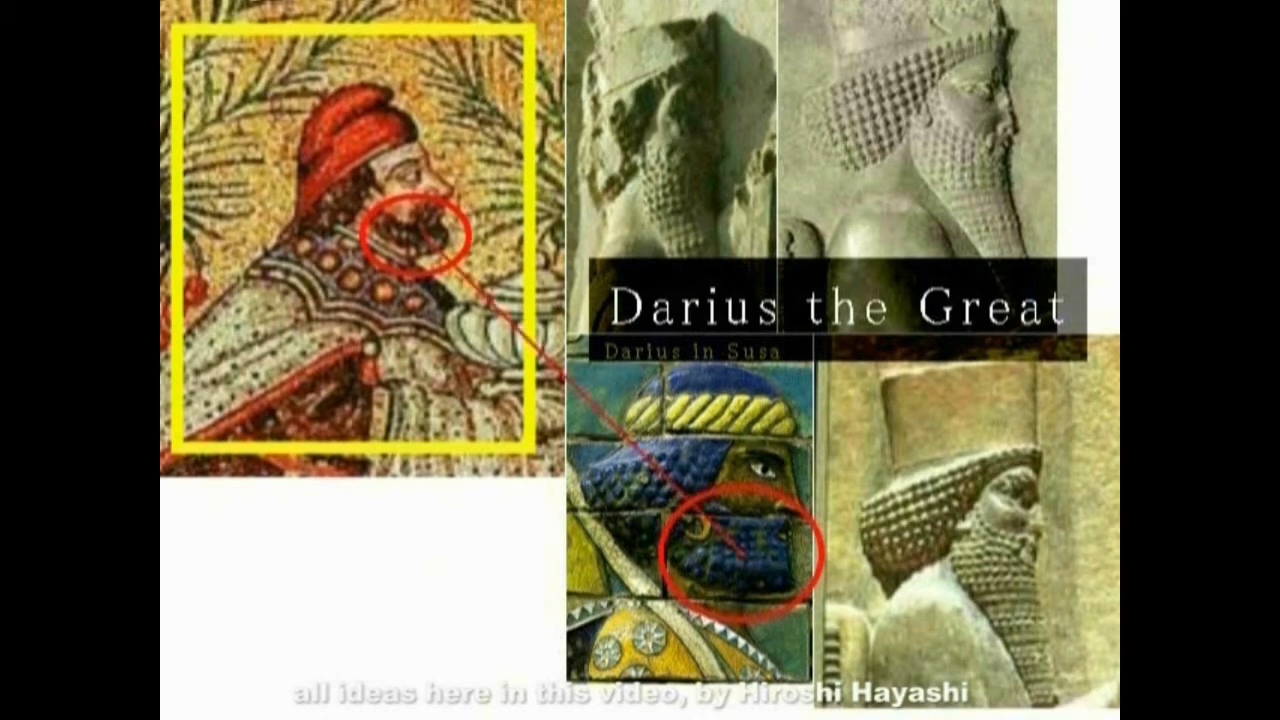 Darius the Great
Darius in Susa
all ideas here in this video, by Hiroshi Hayashi